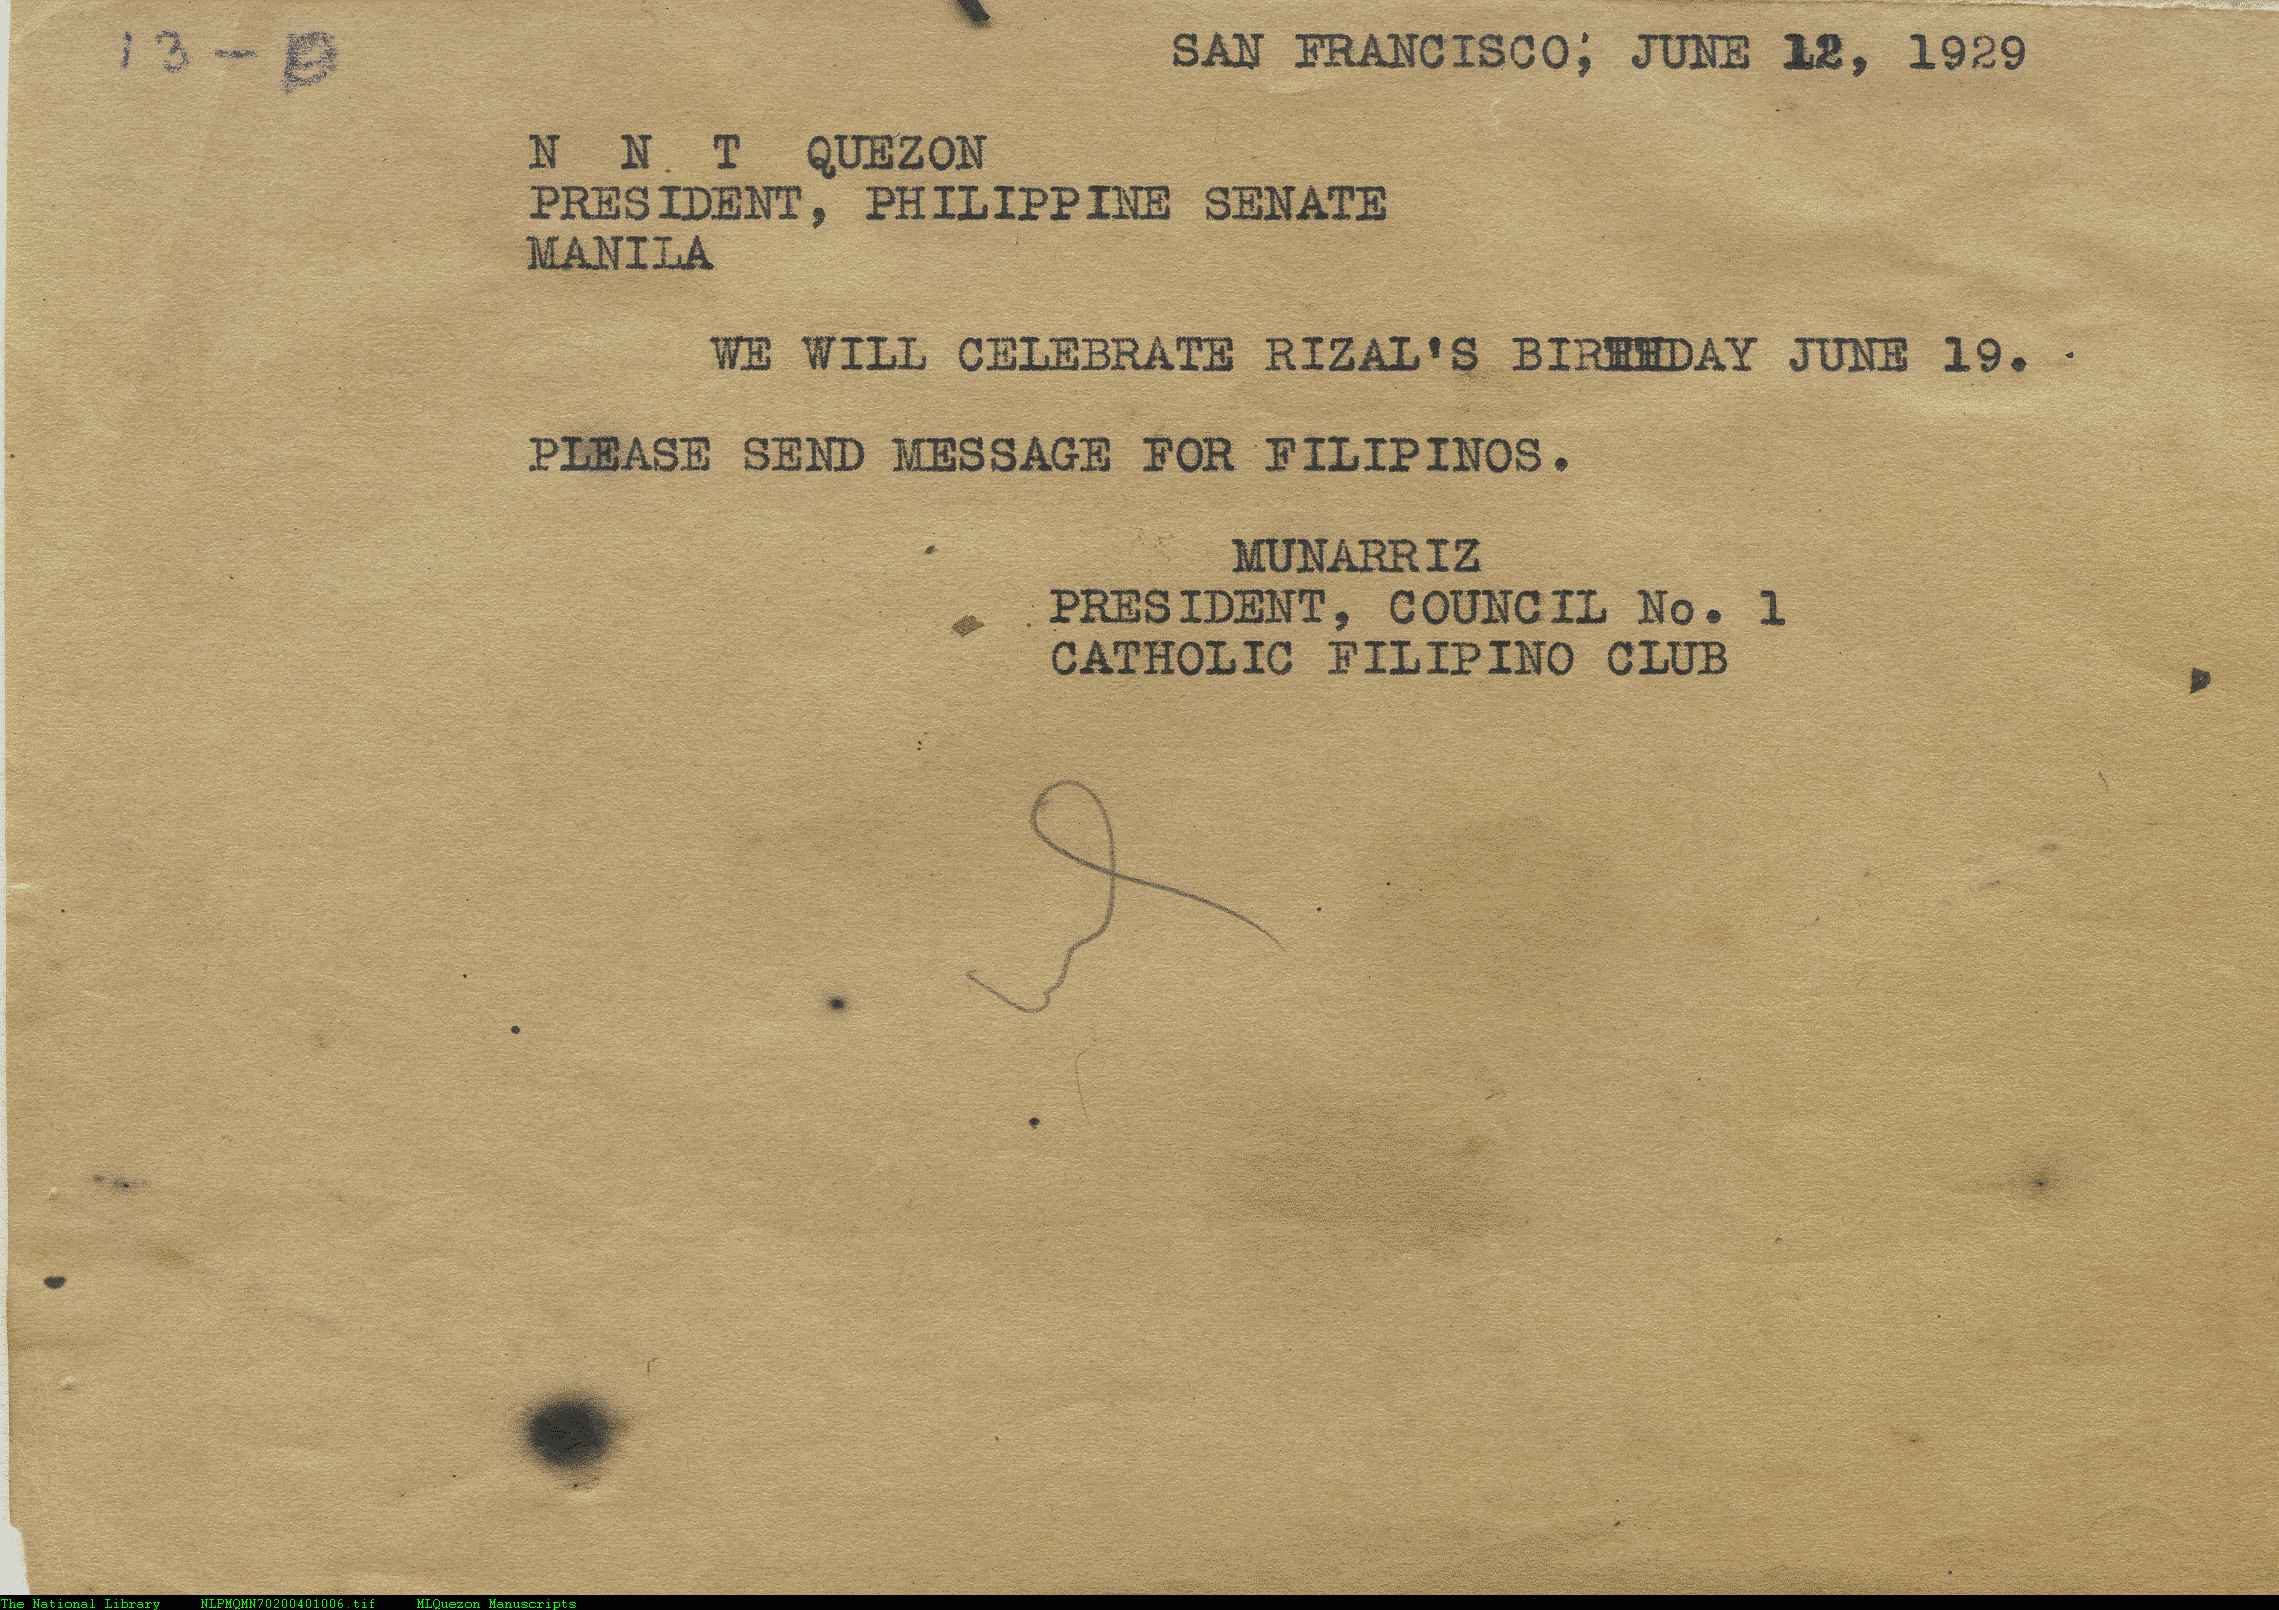 13-
SAN FRANCISCO; JUNE 12, 1929
N N T QUEZON
PRESIDENT, PHILIPPINE SENATE
MANILA
WE WILL CELEBRATE RIZAL'S BIRTHDAY JUNE 19.
PLEASE SEND MESSAGE FOR FILIPINOS.
MUNARRIZ
PRESIDENT, COUNCIL No. 1
CATHOLIC FILIPINO CLUB
The National Library NLPMQMN70200401006.tif MLQuezon Manuscripts